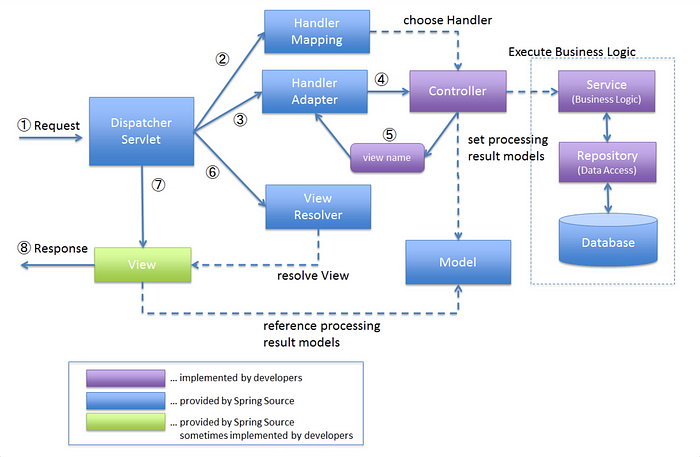 Handler
Mapping
choose Handler
②
Execute Business Logic
Handler
Adapter
④
Controller
Service
(Business Logic)
① Request
Dispatcher
Servlet
③
⑤
view name
set processing
result models
Repository
(Data Access)
⑥
⑦
View
Resolver
Database
⑧ Response
View
resolve View
Model
reference processing
result models
... implemented by developers
... provided by Spring Source
... provided by Spring Source
sometimes implemented by developers